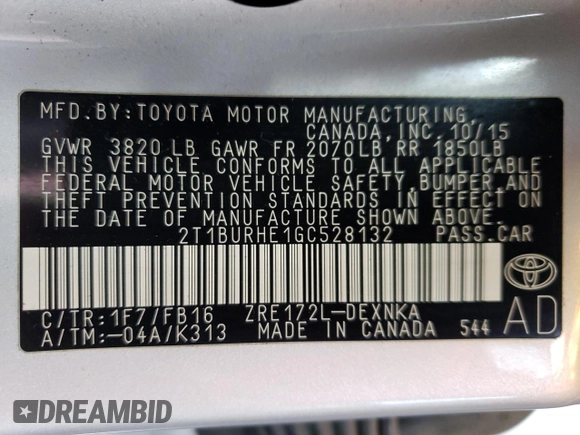 MFD.BY:TOYOTA MOTOR MANUFACTURING,
CANADA,INC. 10/15
GVWR 3820 LB GAWR FR 2070LB, RR 1850LB
THIS VEHICLE CONFORMS TO ALL APPLICABLE
FEDERAL MOTOR VEHICLE SAFETY,BUMPER,AND
THEFT PREVENTION STANDARDS IN EFFECT ON
THE DATE OF MANUFACTURE SHOWN ABOVE.
2T1BURHE1GC528132 PASS.CAR
C/TR:1F7/FB16 ZRE172L-DEXNKA
A/TM:-04A/K313 MADE IN CANADA 544
AD
$DREAMBID